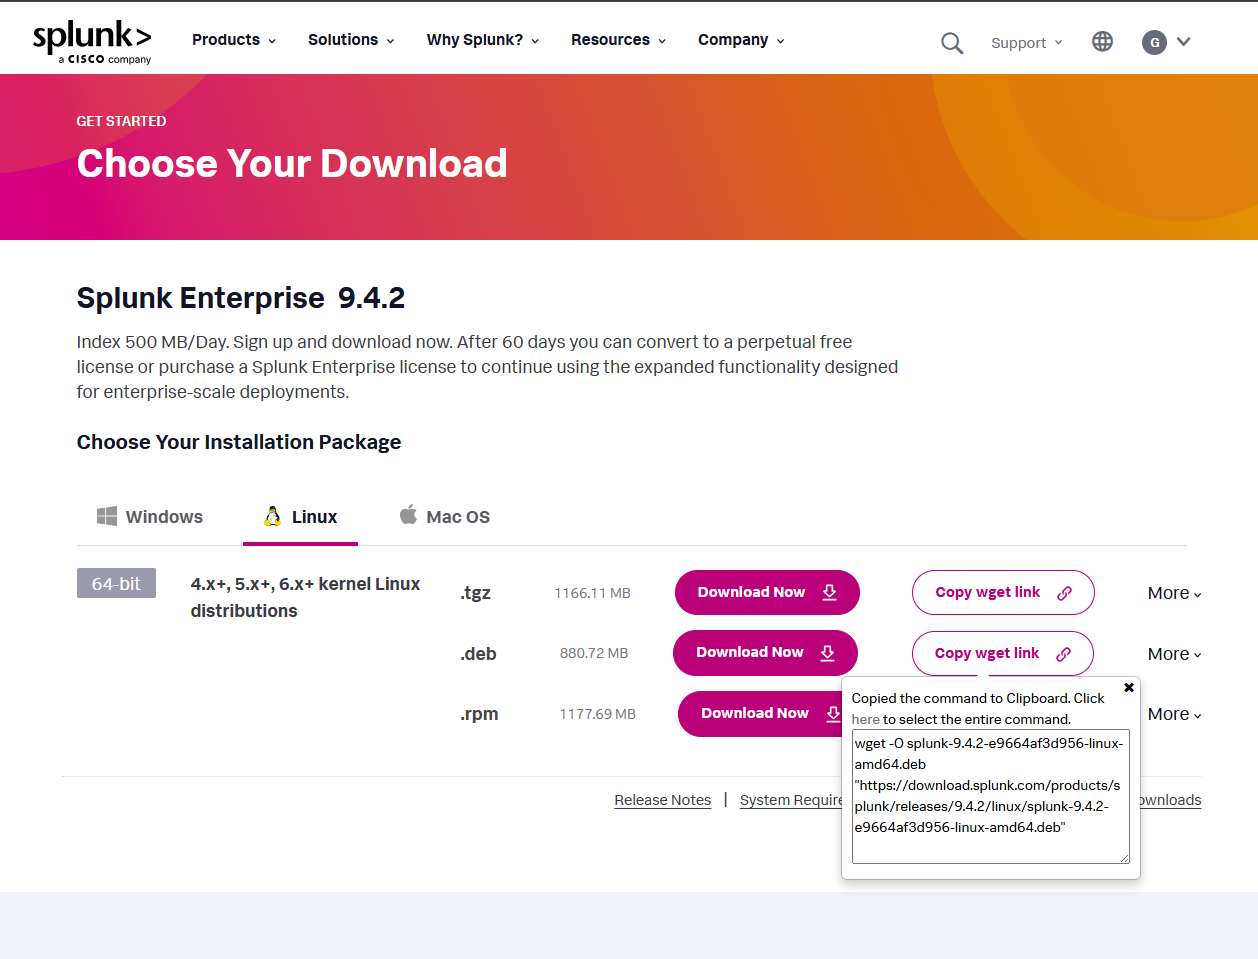 splunk>
a CISCO company
Products
Solutions
Why Splunk?
Resources
Company
Support
G
GET STARTED
Choose Your Download
Splunk Enterprise 9.4.2
Index 500 MB/Day. Sign up and download now. After 60 days you can convert to a perpetual free
license or purchase a Splunk Enterprise license to continue using the expanded functionality designed
for enterprise-scale deployments.
Choose Your Installation Package
Windows
Linux
Mac OS
64-bit
4.x+, 5.x+, 6.x+ kernel Linux
distributions
.tgz
1166.11 MB
Download Now
Copy wget link
More
.deb
880.72 MB
Download Now
Copy wget link
More
.rpm
1177.69 MB
Download Now
More
Copied the command to Clipboard. Click
here to select the entire command.
wget -O splunk-9.4.2-e9664af3d956-linux-
amd64.deb
"https://download.splunk.com/products/s
plunk/releases/9.4.2/linux/splunk-9.4.2-
e9664af3d956-linux-amd64.deb"
Release Notes | System Require
ownloads